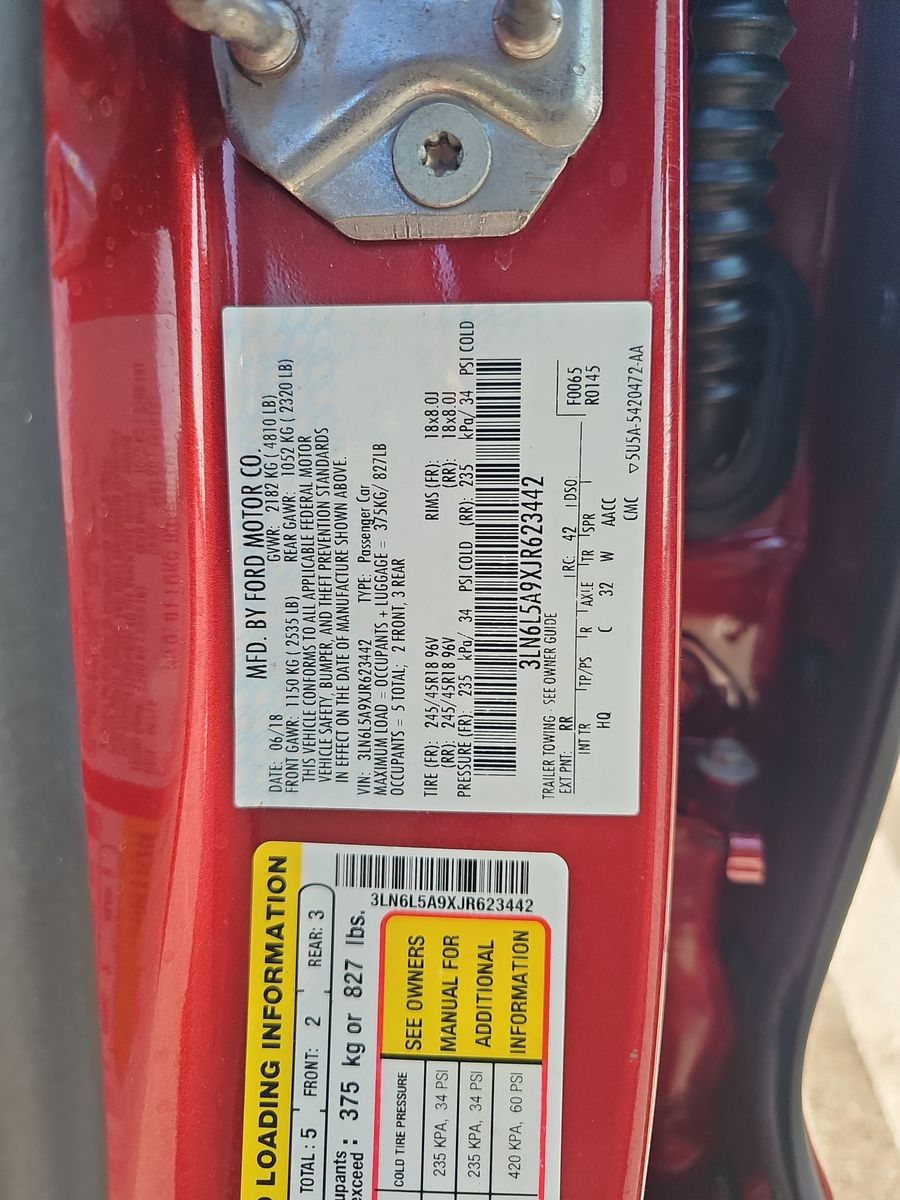 MFD. BY FORD MOTOR CO.
DATE: 06/18 GVWR: 2182 KG ( 4810 LB)
FRONT GAWR: 1150 KG ( 2535 LB) REAR GAWR: 1052 KG ( 2320 LB)
THIS VEHICLE CONFORMS TO ALL APPLICABLE FEDERAL MOTOR
VEHICLE SAFETY, BUMPER AND THEFT PREVENTION STANDARDS
IN EFFECT ON THE DATE OF MANUFACTURE SHOWN ABOVE.
VIN: 3LN6L5A9XJR623442 TYPE: Passenger Car
MAXIMUM LOAD = OCCUPANTS + LUGGAGE = 375KG/ 827LB
OCCUPANTS = 5 TOTAL, 2 FRONT, 3 REAR
TIRE (FR): 245/45R18 96V RIMS (FR): 18x8.0J
(RR): 245/45R18 96V (RR): 18x8.0J
PRESSURE (FR): 235 kPa/ 34 PSI COLD (RR): 235 kPa/ 34 PSI COLD
3LN6L5A9XJR623442
TRAILER TOWING - SEE OWNER GUIDE
EXT PNT: RR RC: 42 DSO:
F0065
R0145
INT TR TP/PS R AXLE TR SPR
HQ C 32 W AACC
CMC ▽5U5A-5420472-AA
LOADING INFORMATION
TOTAL : 5 FRONT: 2 REAR: 3
exceed : 375 kg or 827 lbs.
3LN6L5A9XJR623442
COLD TIRE PRESSURE
235 KPA, 34 PSI
235 KPA, 34 PSI
420 KPA, 60 PSI
SEE OWNERS
MANUAL FOR
ADDITIONAL
INFORMATION